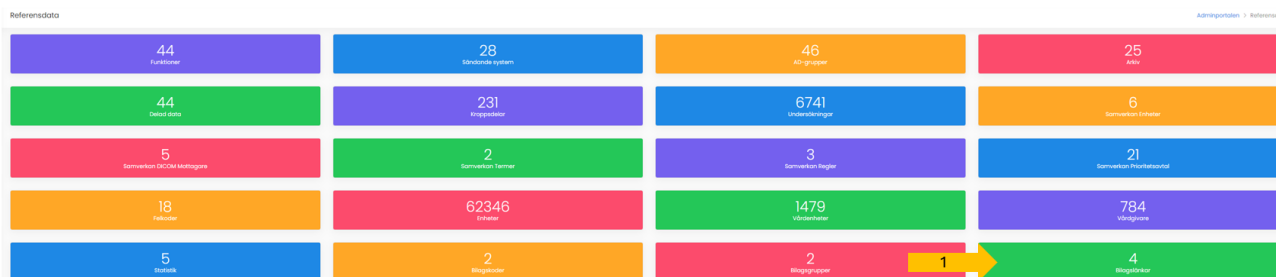 Referensdata
Adminportalen > Referens
44
Funktioner
28
Sändande system
46
AD-grupper
25
Arkiv
44
Delad data
231
Kroppsdelar
6741
Undersökningar
6
Samverkan Enheter
5
Samverkan DICOM Mottagare
2
Samverkan Termer
3
Samverkan Regler
21
Samverkan Prioritetsavtal
18
Felkoder
62346
Enheter
1479
Vårdenheter
784
Vårdgivare
5
Statistik
2
Bilagskoder
2
Bilagsgrupper
1
4
Bilagslänkar